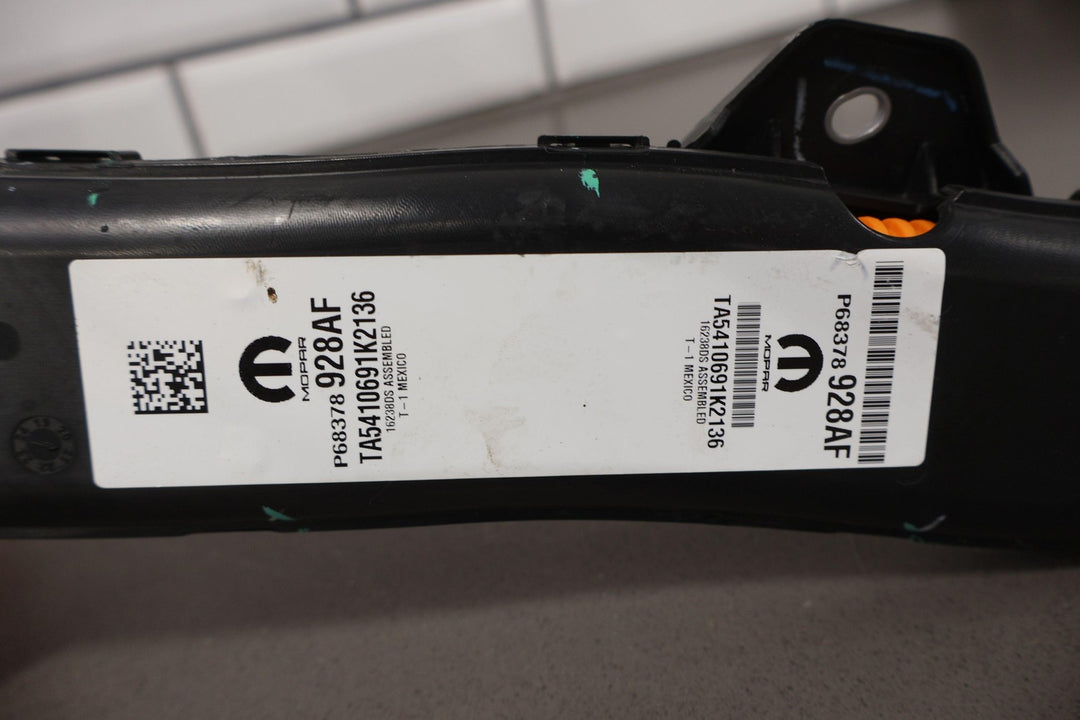 MOPAR
P68378 928AF
TA5410691K2136
16238DS ASSEMBLED
T-1 MEXICO
P68378 928AF
MOPAR
TA5410691K2136
16238DS ASSEMBLED
T-1 MEXICO